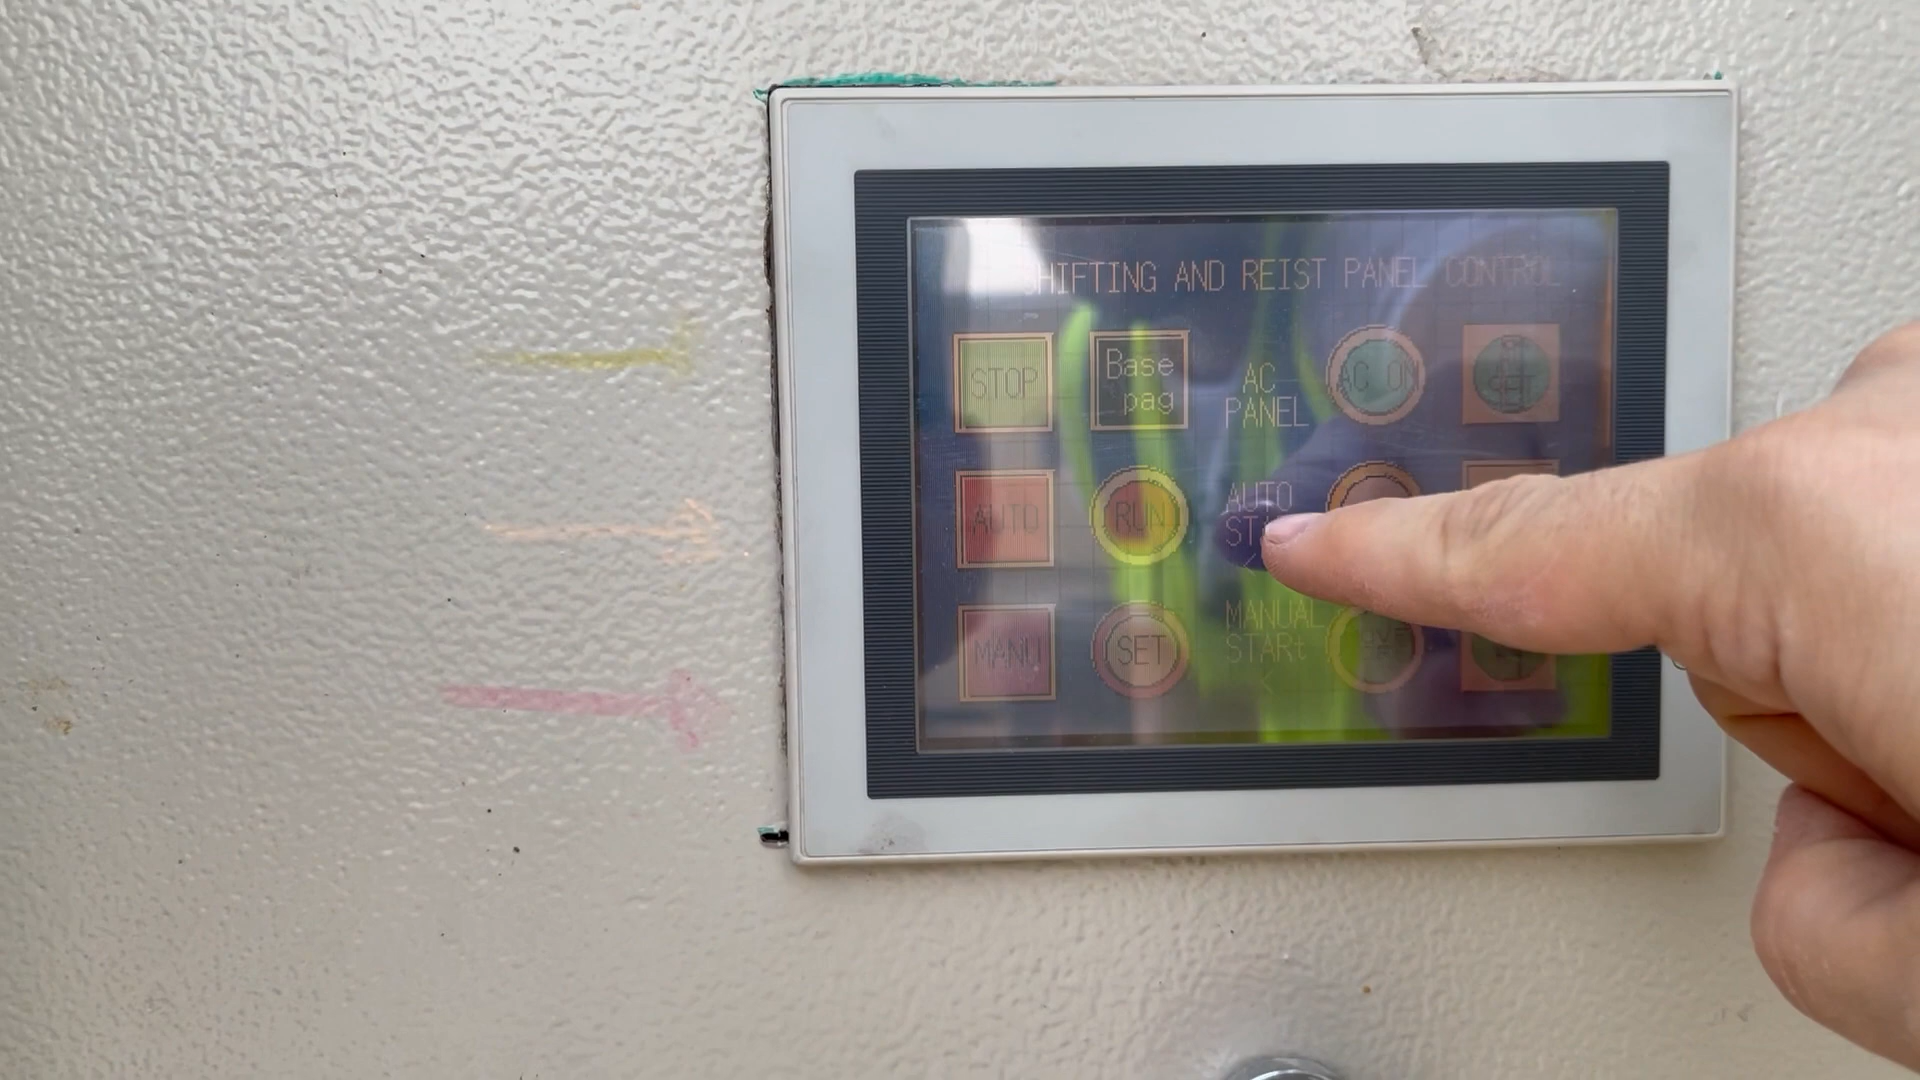 SHIFTING AND REIST PANEL CONTROL
STOP
Base
pag
AC
PANEL
AC ON
AUTO
RUN
AUTO
MANU
SET
MANUAL
STARt